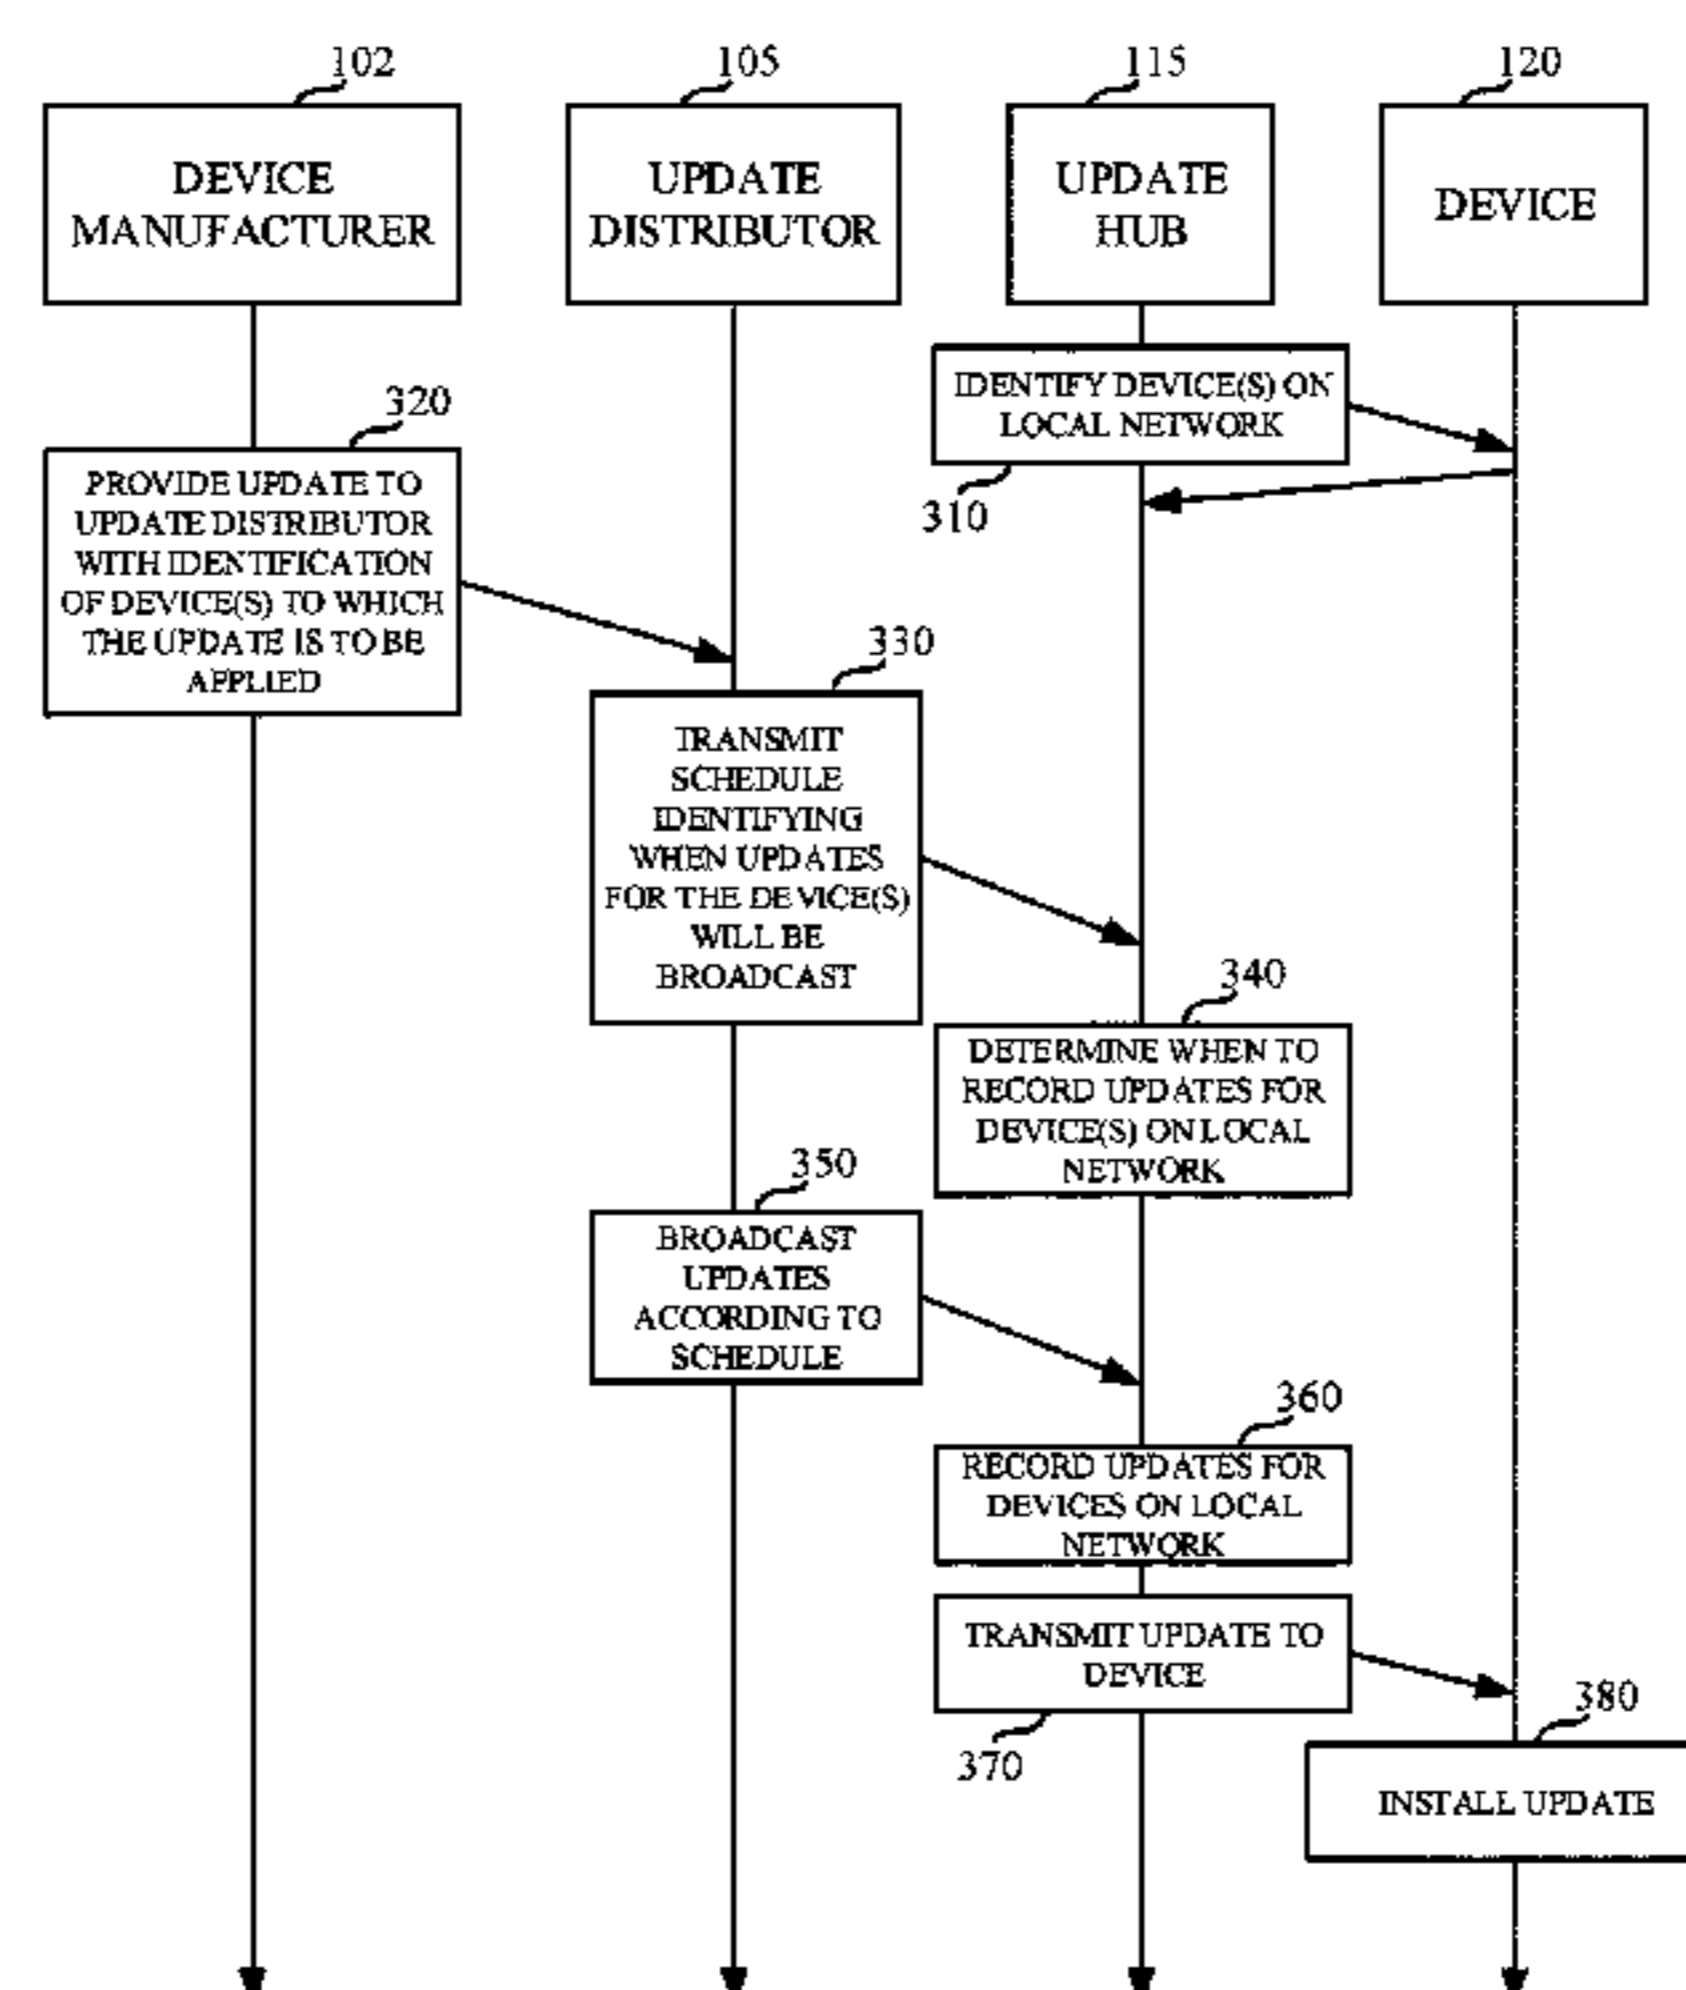 102
105
115
120
DEVICE
MANUFACTURER
UPDATE
DISTRIBUTOR
UPDATE
HUB
DEVICE
IDENTIFY DEVICE(S) ON
LOCAL NETWORK
310
320
PROVIDE UPDATE TO
UPDATE DISTRIBUTOR
WITH IDENTIFICATION
OF DEVICE(S) TO WHICH
THE UPDATE IS TO BE
APPLIED
330
TRANSMIT
SCHEDULE
IDENTIFYING
WHEN UPDATES
FOR THE DEVICE(S)
WILL BE
BROADCAST
340
DETERMINE WHEN TO
RECORD UPDATES FOR
DEVICE(S) ON LOCAL
NETWORK
350
BROADCAST
UPDATES
ACCORDING TO
SCHEDULE
360
RECORD UPDATES FOR
DEVICES ON LOCAL
NETWORK
TRANSMIT UPDATE TO
DEVICE
370
380
INSTALL UPDATE